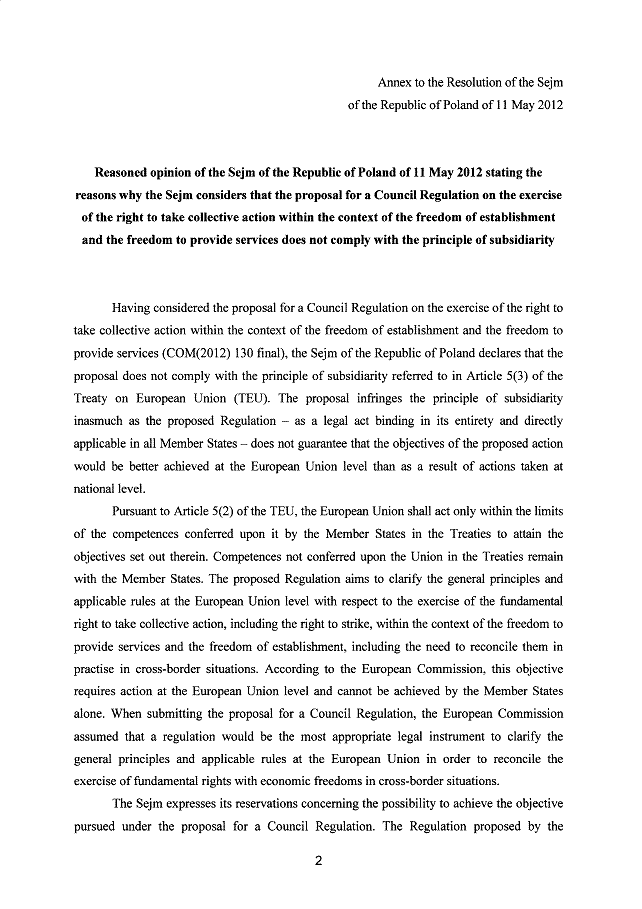 Annex to the Resolution of the Sejm
of the Republic of Poland of 11 May 2012
Reasoned opinion of the Sejm of the Republic of Poland of 11 May 2012 stating the
reasons why the Sejm considers that the proposal for a Council Regulation on the exercise
of the right to take collective action within the context of the freedom of establishment
and the freedom to provide services does not comply with the principle of subsidiarity
Having considered the proposal for a Council Regulation on the exercise of the right to
take collective action within the context of the freedom of establishment and the freedom to
provide services (COM(2012) 130 final), the Sejm of the Republic of Poland declares that the
proposal does not comply with the principle of subsidiarity referred to in Article 5(3) of the
Treaty on European Union (TEU). The proposal infringes the principle of subsidiarity
inasmuch as the proposed Regulation – as a legal act binding in its entirety and directly
applicable in all Member States – does not guarantee that the objectives of the proposed action
would be better achieved at the European Union level than as a result of actions taken at
national level.
Pursuant to Article 5(2) of the TEU, the European Union shall act only within the limits
of the competences conferred upon it by the Member States in the Treaties to attain the
objectives set out therein. Competences not conferred upon the Union in the Treaties remain
with the Member States. The proposed Regulation aims to clarify the general principles and
applicable rules at the European Union level with respect to the exercise of the fundamental
right to take collective action, including the right to strike, within the context of the freedom to
provide services and the freedom of establishment, including the need to reconcile them in
practise in cross-border situations. According to the European Commission, this objective
requires action at the European Union level and cannot be achieved by the Member States
alone. When submitting the proposal for a Council Regulation, the European Commission
assumed that a regulation would be the most appropriate legal instrument to clarify the
general principles and applicable rules at the European Union in order to reconcile the
exercise of fundamental rights with economic freedoms in cross-border situations.
The Sejm expresses its reservations concerning the possibility to achieve the objective
pursued under the proposal for a Council Regulation. The Regulation proposed by the
2